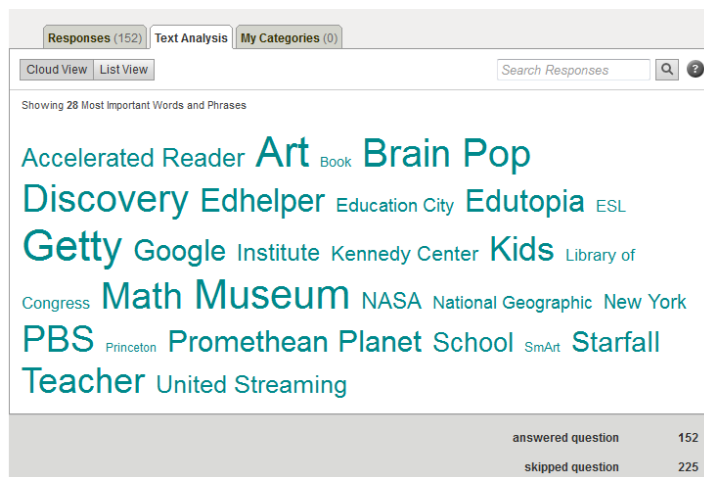 Responses (152) Text Analysis My Categories (0)
Cloud View List View Search Responses ?
Showing 28 Most Important Words and Phrases
Accelerated Reader Art Book Brain Pop
Discovery Edhelper Education City Edutopia ESL
Getty Google Institute Kennedy Center Kids Library of
Congress Math Museum NASA National Geographic New York
PBS Princeton Promethean Planet School SmArt Starfall
Teacher United Streaming
answered question 152
skipped question 225